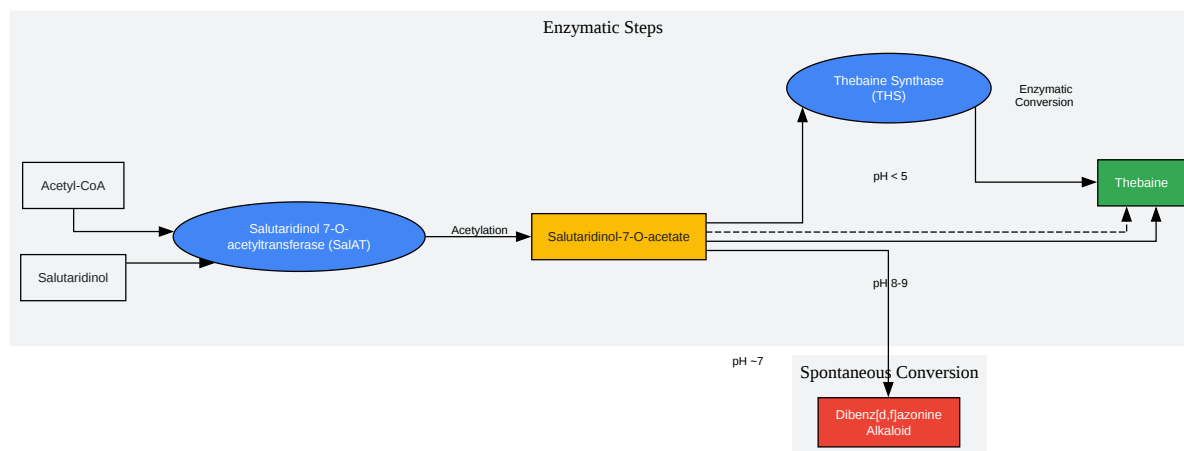 Enzymatic Steps
Thebaine Synthase
(THS)
Enzymatic
Conversion
Acetyl-CoA
pH < 5
Thebaine
Salutaridinol 7-O-
acetyltransferase (SalAT)
Acetylation
Salutaridinol-7-O-acetate
Salutaridinol
pH 8-9
pH ~7
Spontaneous Conversion
Dibenz[d,f]azonine
Alkaloid